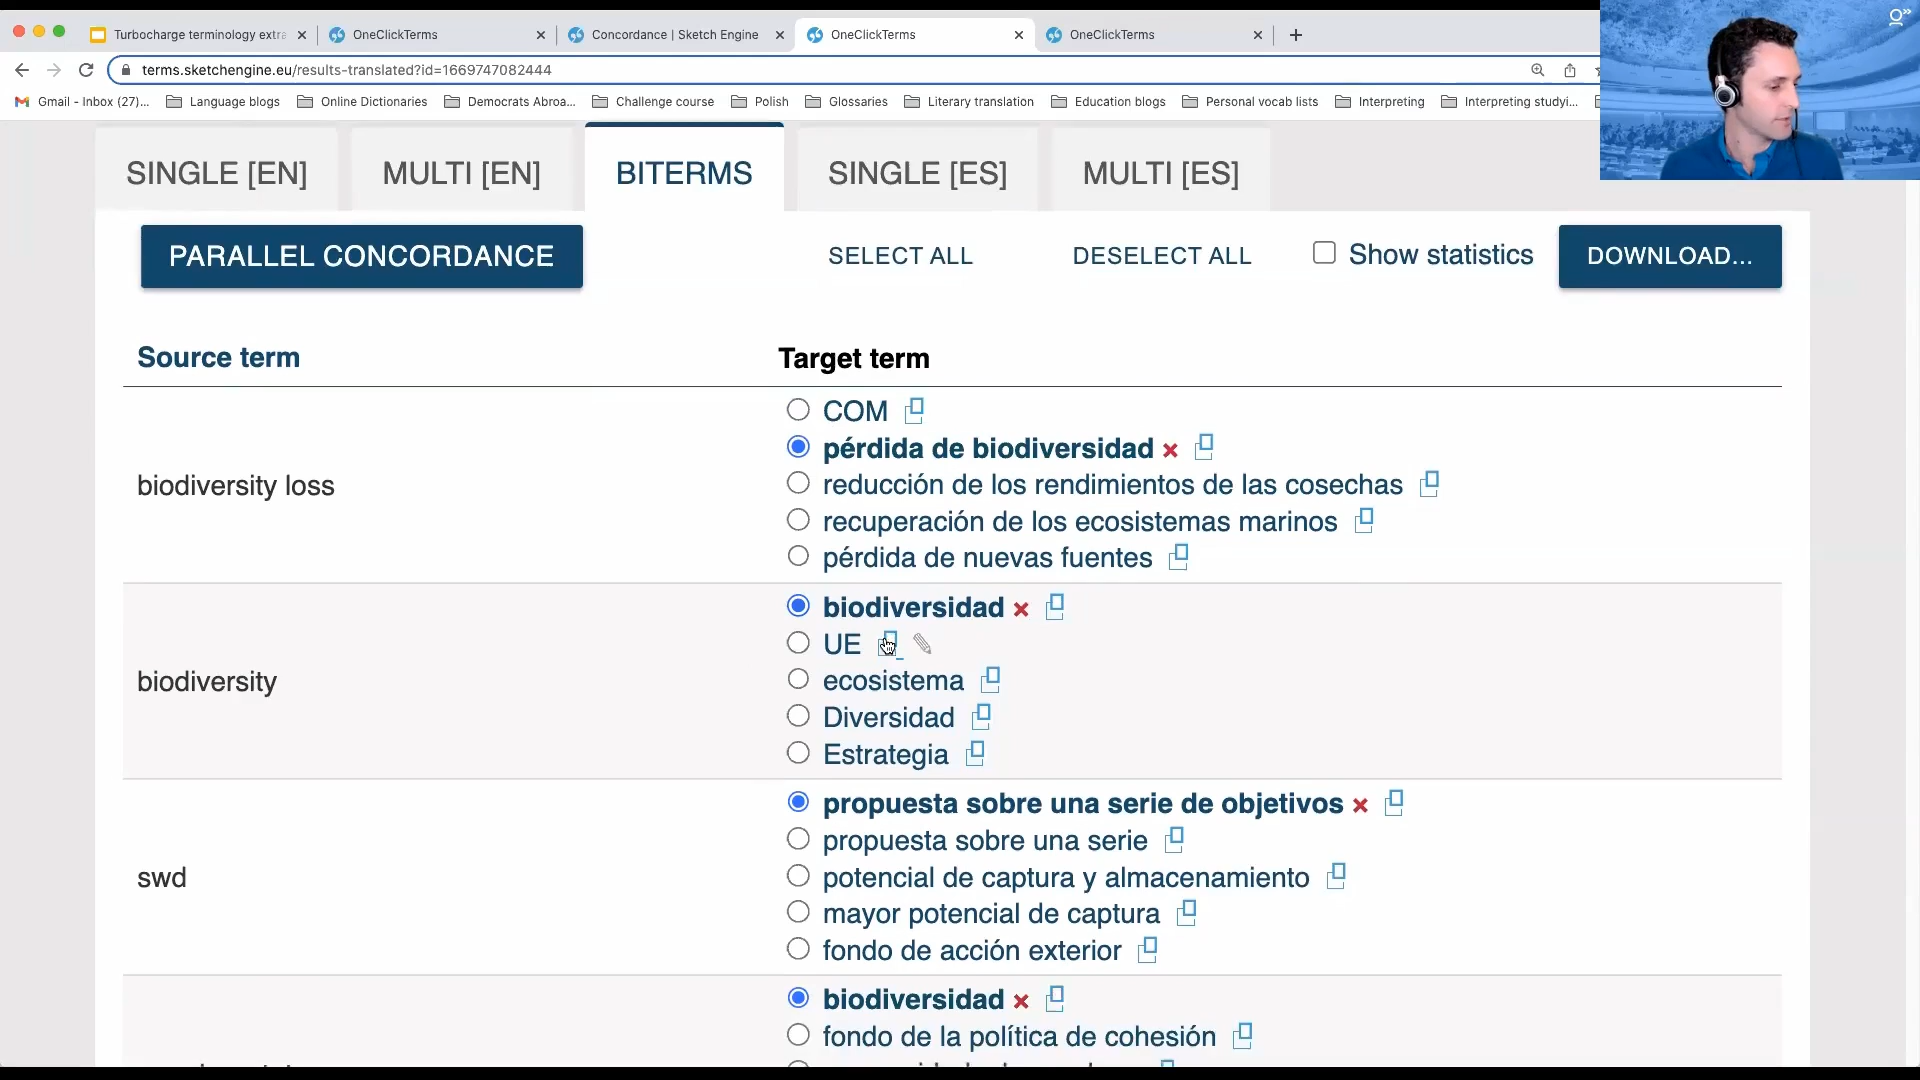 Turbocharge terminology extra
OneClickTerms
Concordance | Sketch Engine
OneClickTerms
OneClickTerms
terms.sketchengine.eu/results-translated?id=1669747082444
Gmail - Inbox (27)...
Language blogs
Online Dictionaries
Democrats Abroa...
Challenge course
Polish
Glossaries
Literary translation
Education blogs
Personal vocab lists
Interpreting
Interpreting studyi...
SINGLE [EN]
MULTI [EN]
BITERMS
SINGLE [ES]
MULTI [ES]
PARALLEL CONCORDANCE
SELECT ALL
DESELECT ALL
Show statistics
DOWNLOAD...
Source term
Target term
biodiversity loss
COM
pérdida de biodiversidad
reducción de los rendimientos de las cosechas
recuperación de los ecosistemas marinos
pérdida de nuevas fuentes
biodiversity
biodiversidad
UE
ecosistema
Diversidad
Estrategia
swd
propuesta sobre una serie de objetivos
propuesta sobre una serie
potencial de captura y almacenamiento
mayor potencial de captura
fondo de acción exterior
biodiversidad
fondo de la política de cohesión